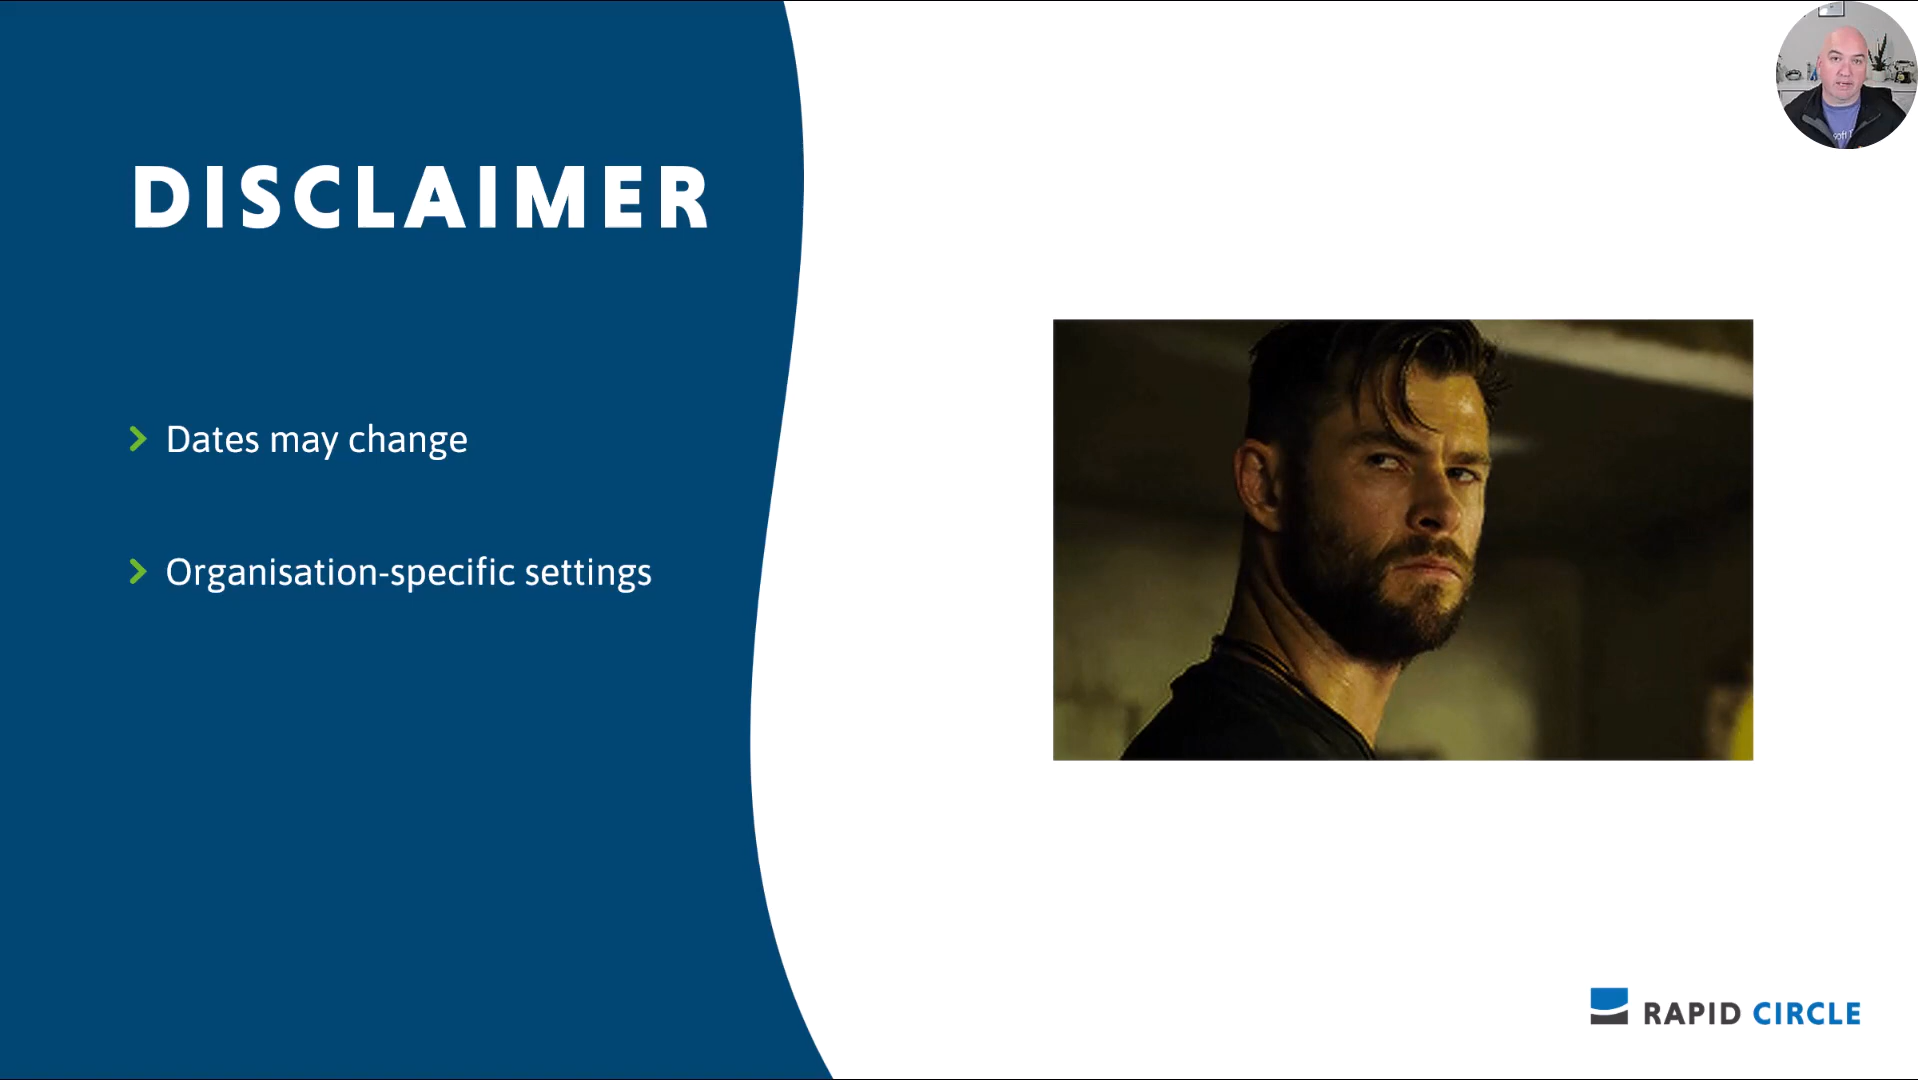 DISCLAIMER
Dates may change
Organisation-specific settings
RAPID CIRCLE